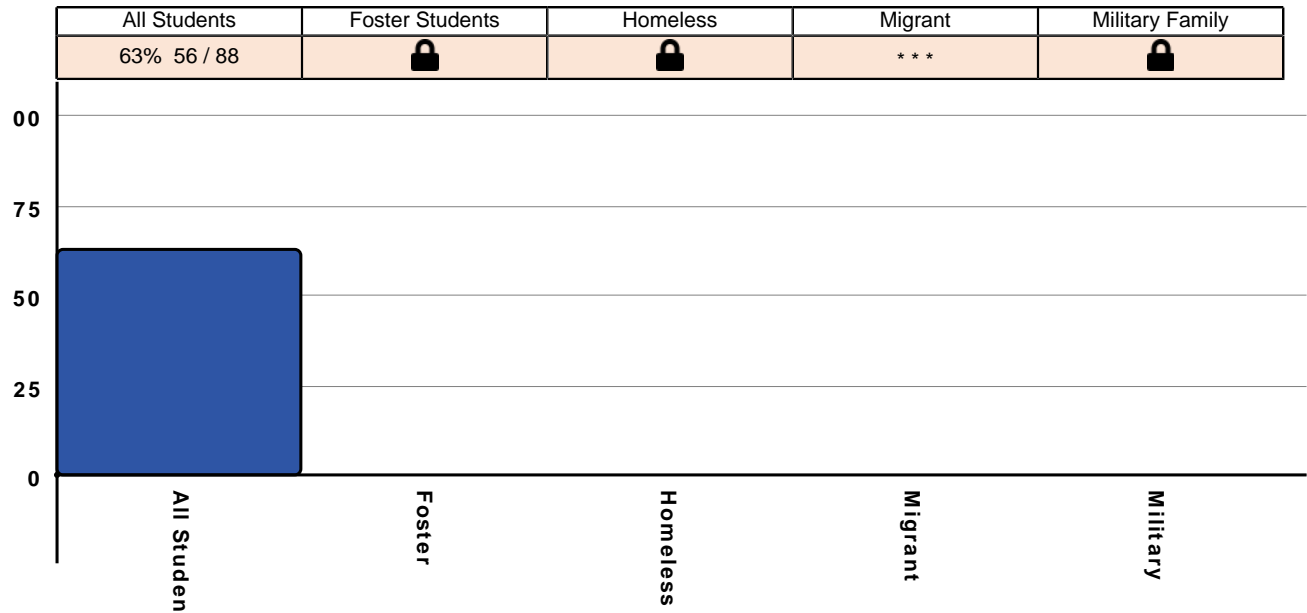 All Students Foster Students Homeless Migrant Military Family
63% 56 / 88 * * *
00
75
50
25
0
All Studen
Foster
Homeless
Migrant
Military